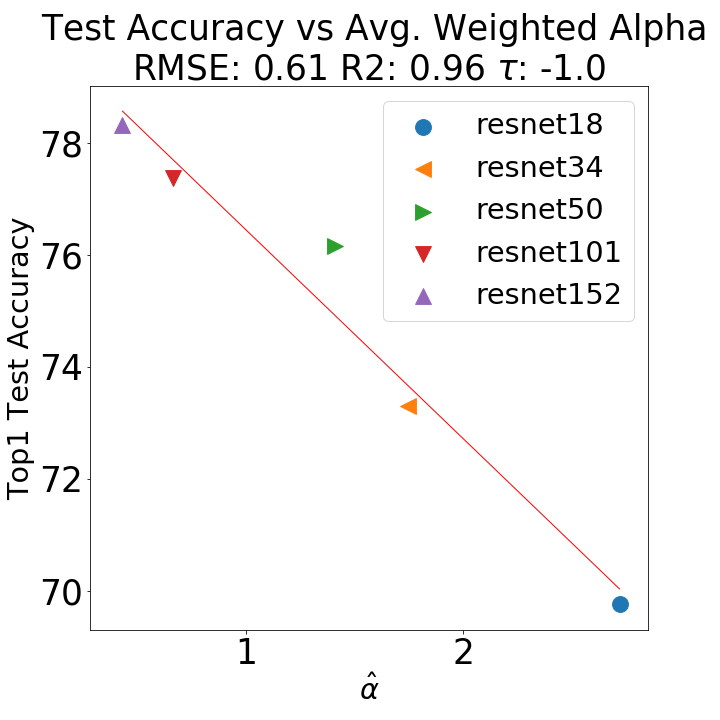 Test Accuracy vs Avg. Weighted Alpha
RMSE: 0.61 R2: 0.96 τ: -1.0
resnet18
resnet34
resnet50
resnet101
resnet152
Top1 Test Accuracy
78
76
74
72
70
1 2
α̂